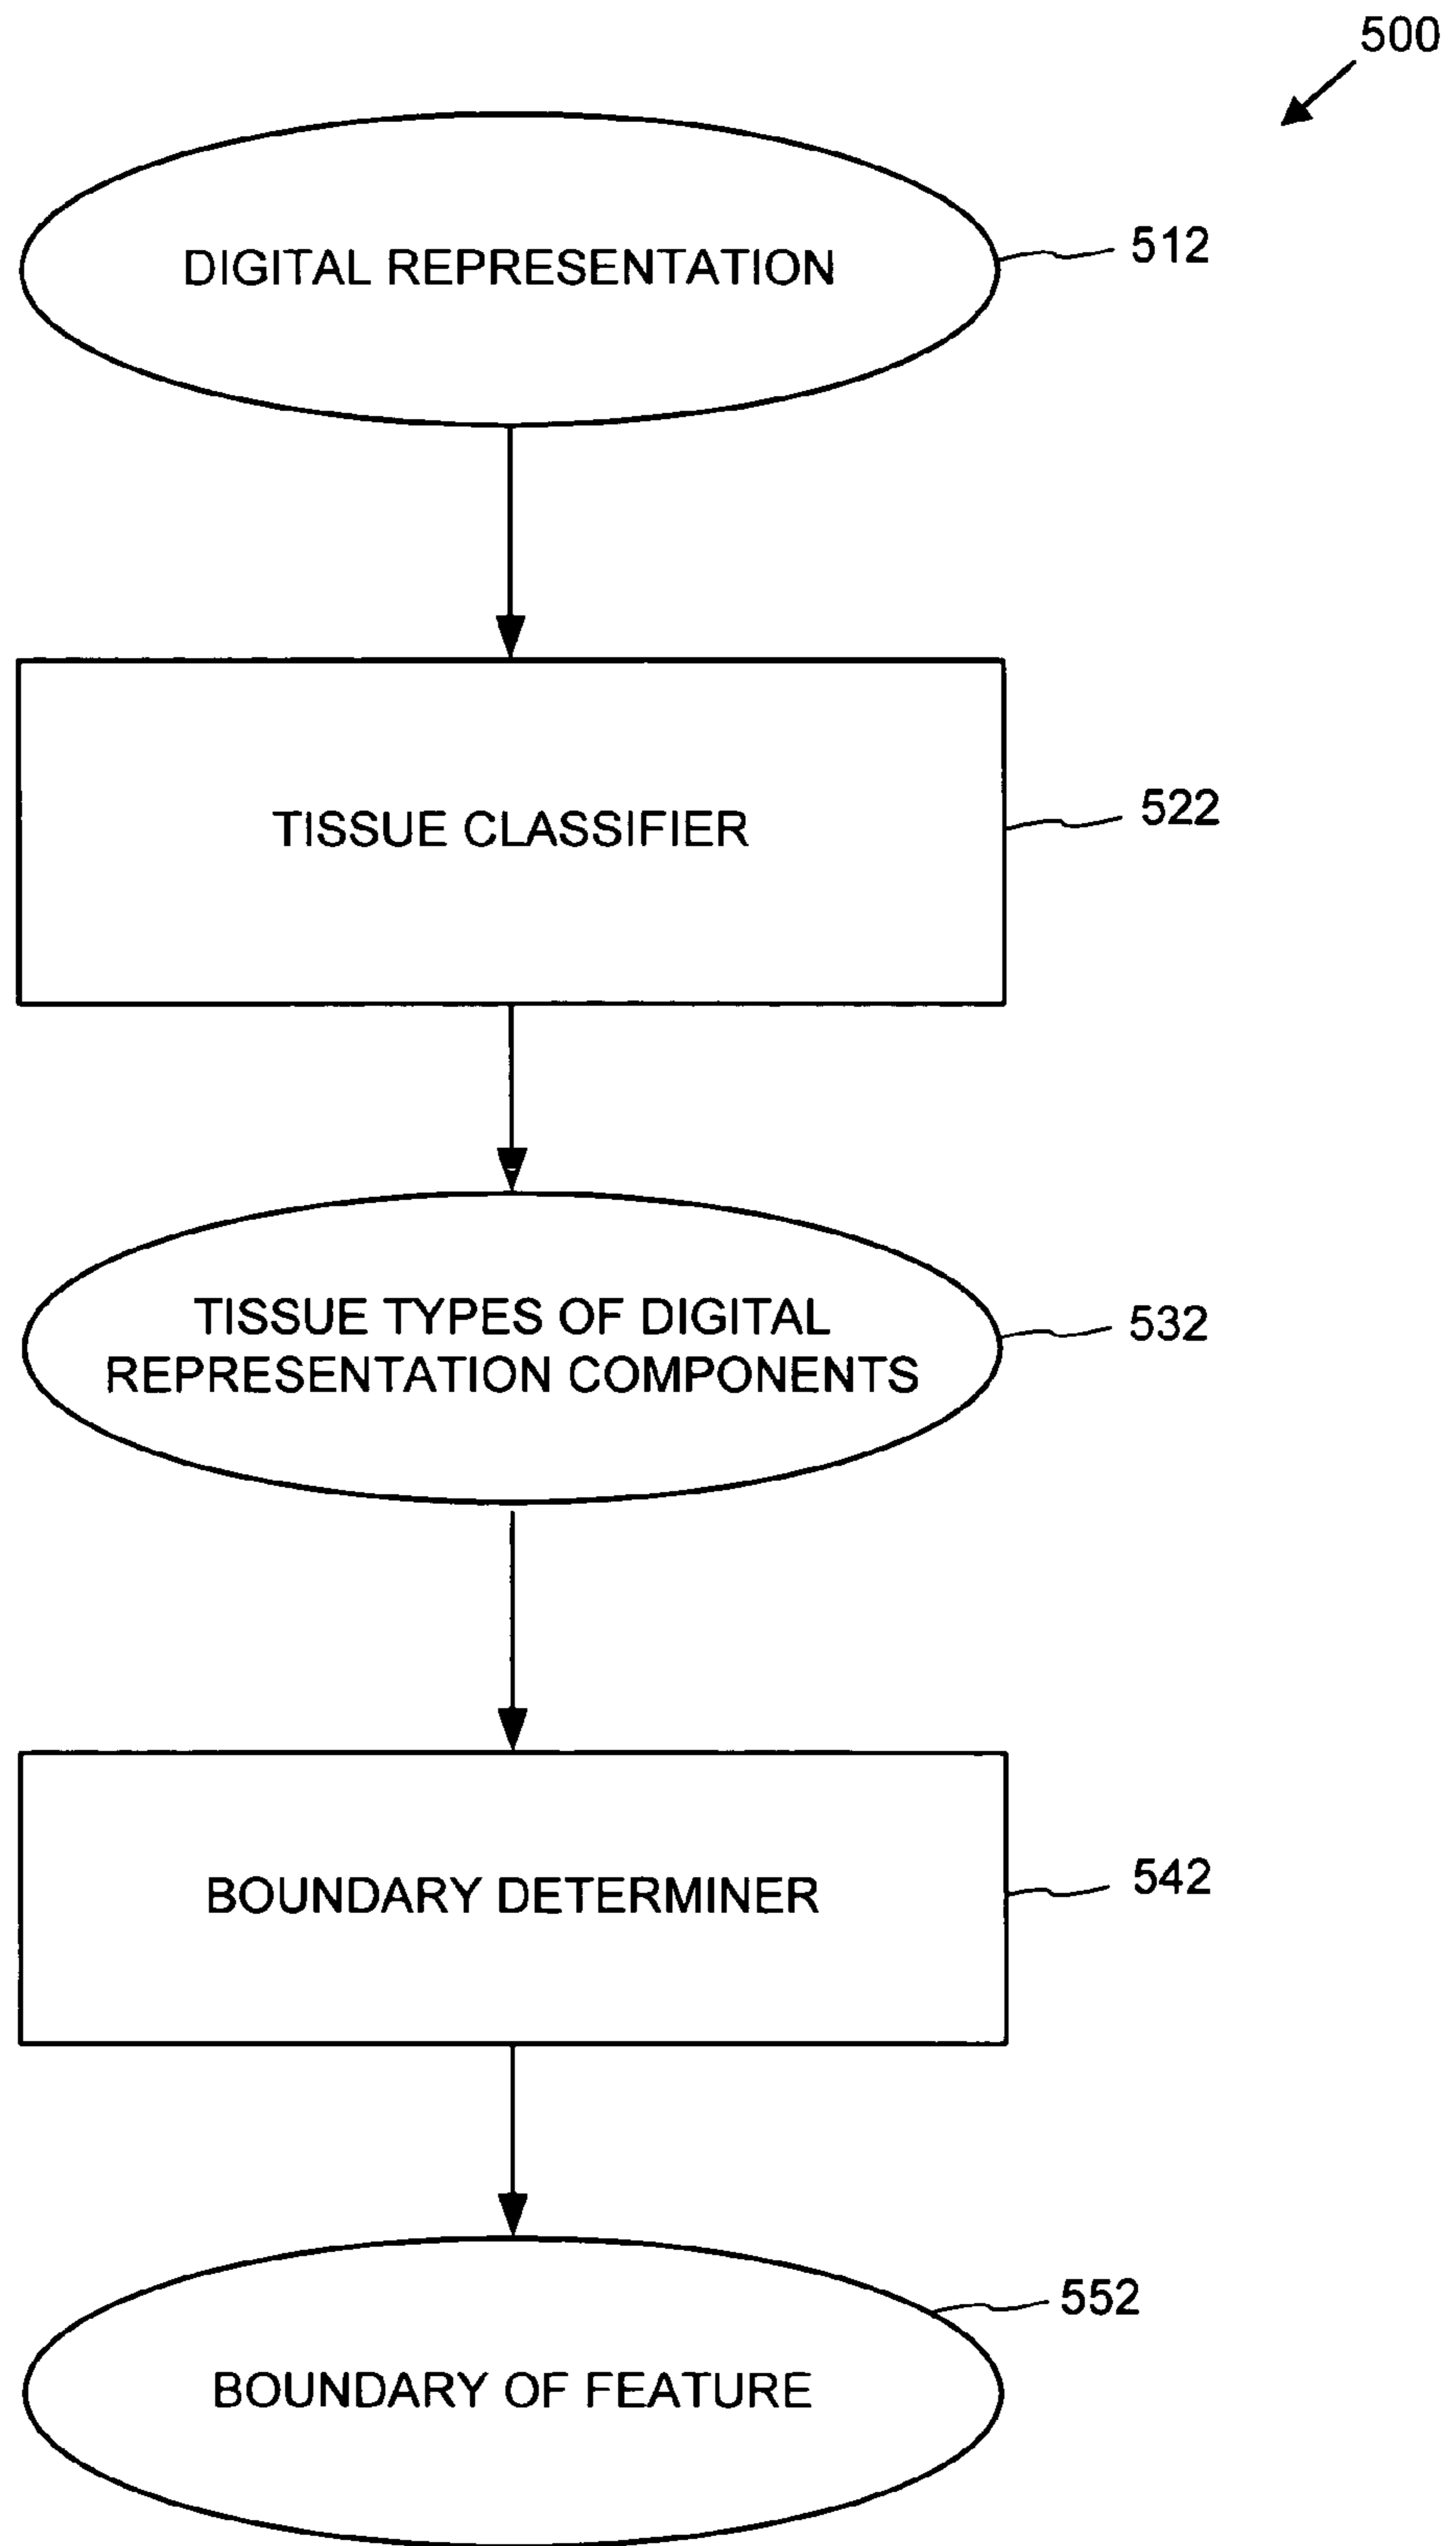 500
DIGITAL REPRESENTATION
512
TISSUE CLASSIFIER
522
TISSUE TYPES OF DIGITAL
REPRESENTATION COMPONENTS
532
BOUNDARY DETERMINER
542
552
BOUNDARY OF FEATURE